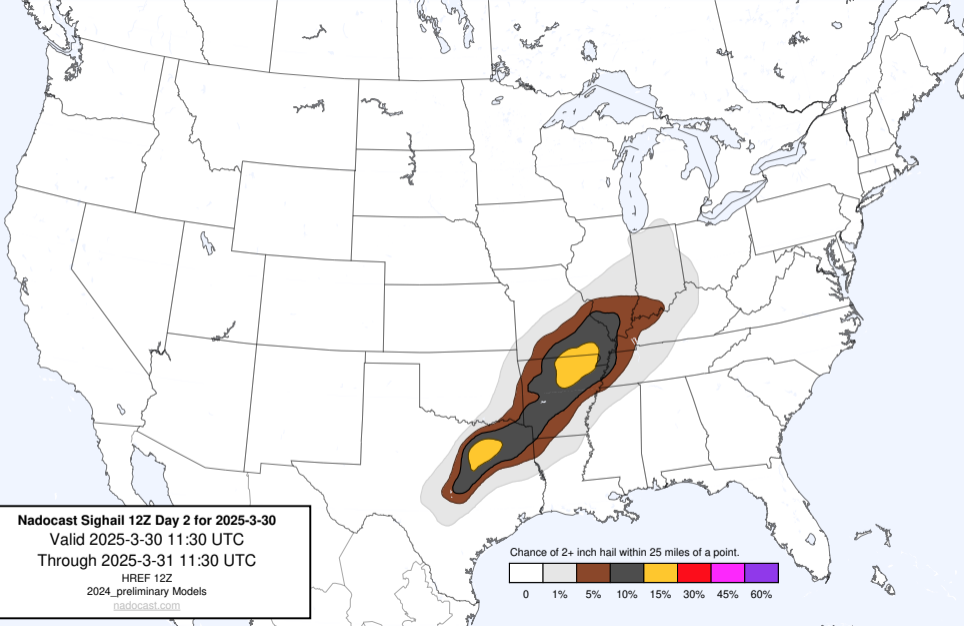 Nadocast Sighail 12Z Day 2 for 2025-3-30
Valid 2025-3-30 11:30 UTC
Through 2025-3-31 11:30 UTC
HREF 12Z
2024_preliminary Models
nadocast.com
Chance of 2+ inch hail within 25 miles of a point.
0 1% 5% 10% 15% 30% 45% 60%